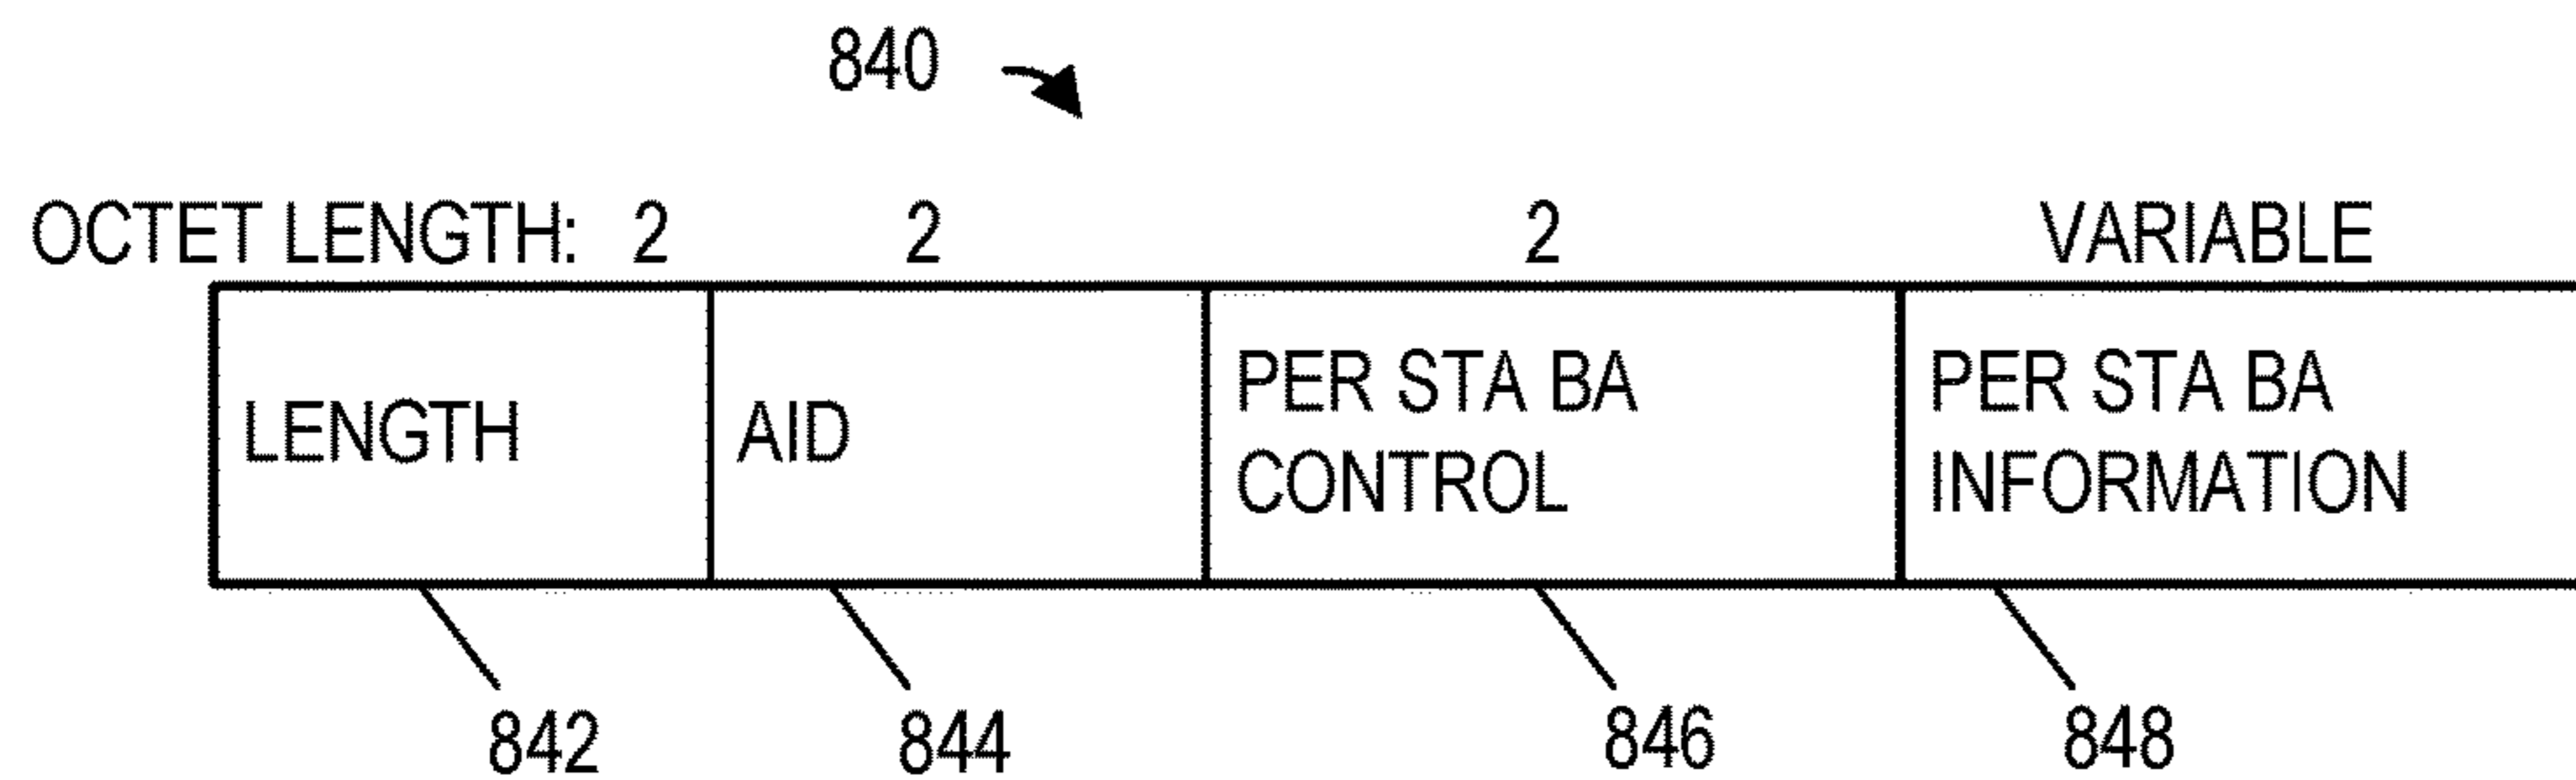 840
OCTET LENGTH: 2 2 2 VARIABLE
LENGTH AID PER STA BA PER STA BA
CONTROL INFORMATION
842 844 846 848